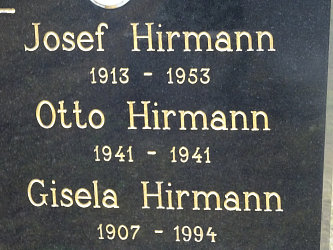 Josef Hirmann
1913 - 1953
Otto Hirmann
1941 - 1941
Gisela Hirmann
1907 - 1994